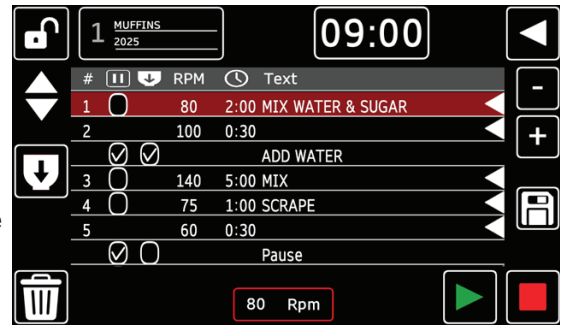 1 MUFFINS
2025
09:00
# RPM Text
1 80 2:00 MIX WATER & SUGAR
2 100 0:30
ADD WATER
3 140 5:00 MIX
4 75 1:00 SCRAPE
5 60 0:30
Pause
80 Rpm
-
+
e